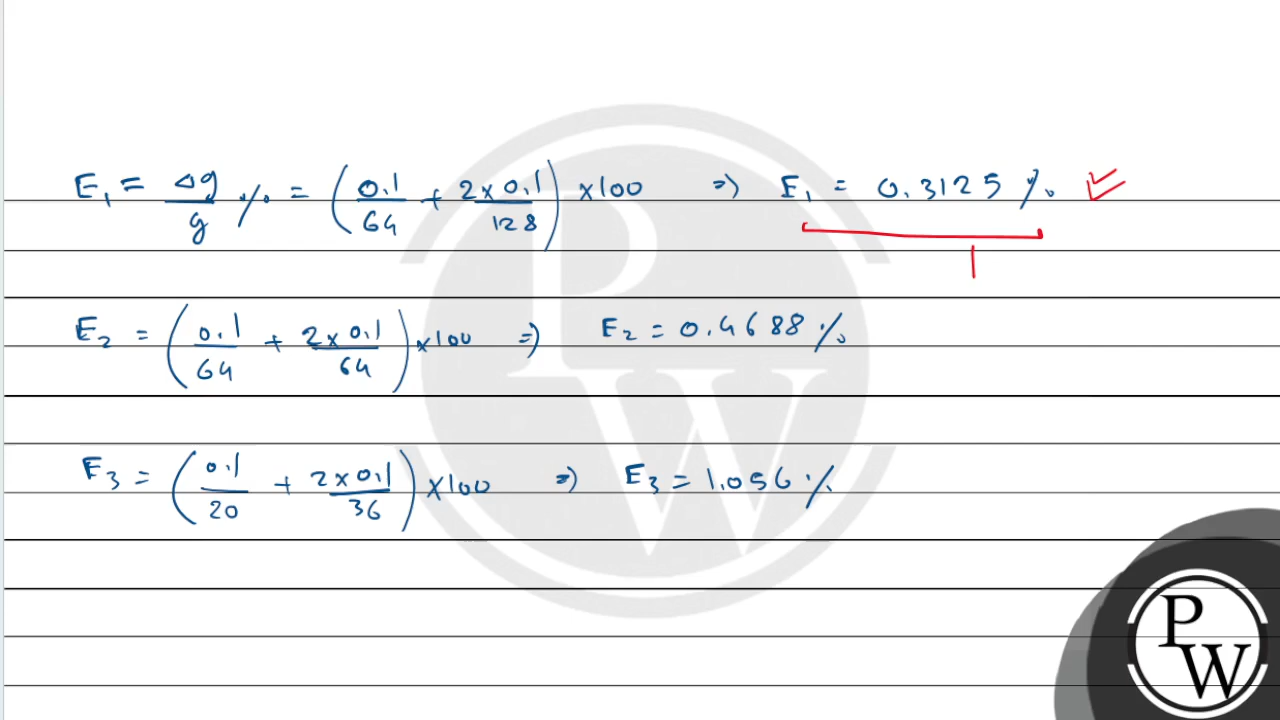 E₁ = Δg/g % = (0.1/64 + 2×0.1/128) ×100 ⇒ E₁ = 0.3125 %
E₂ = (0.1/64 + 2×0.1/64) ×100 ⇒ E₂ = 0.4688 %
E₃ = (0.1/20 + 2×0.1/36) ×100 ⇒ E₃ = 1.056 %
P
W
P
W